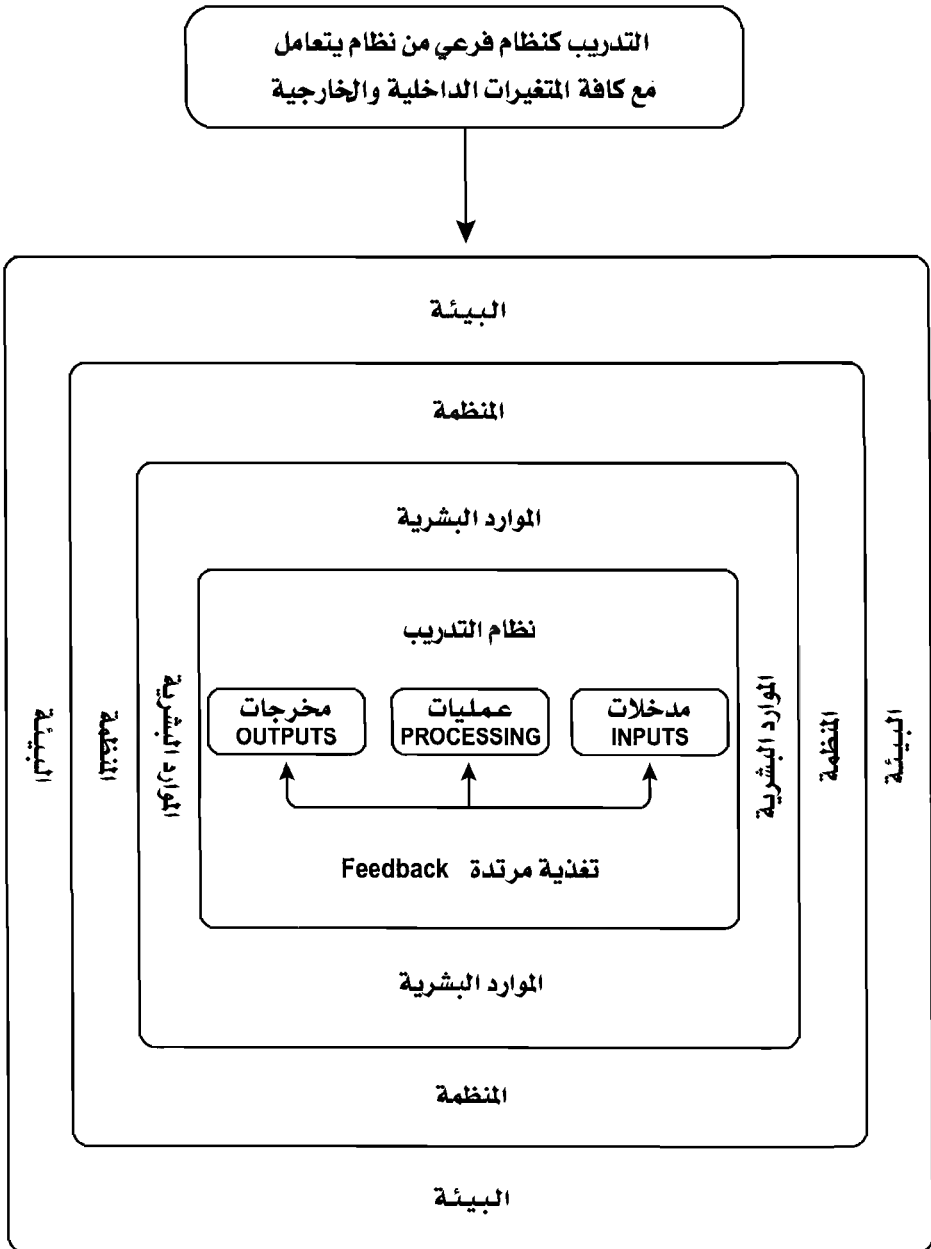 التدريب كنظام فرعي من نظام يتعامل
مع كافة المتغيرات الداخلية والخارجية
البيئة
المنظمة
الموارد البشرية
نظام التدريب
مدخلات
INPUTS
عمليات
PROCESSING
مخرجات
OUTPUTS
تغذية مرتدة Feedback
الموارد البشرية
المنظمة
البيئة
الموارد البشرية
المنظمة
البيئة
الموارد البشرية
المنظمة
البيئة